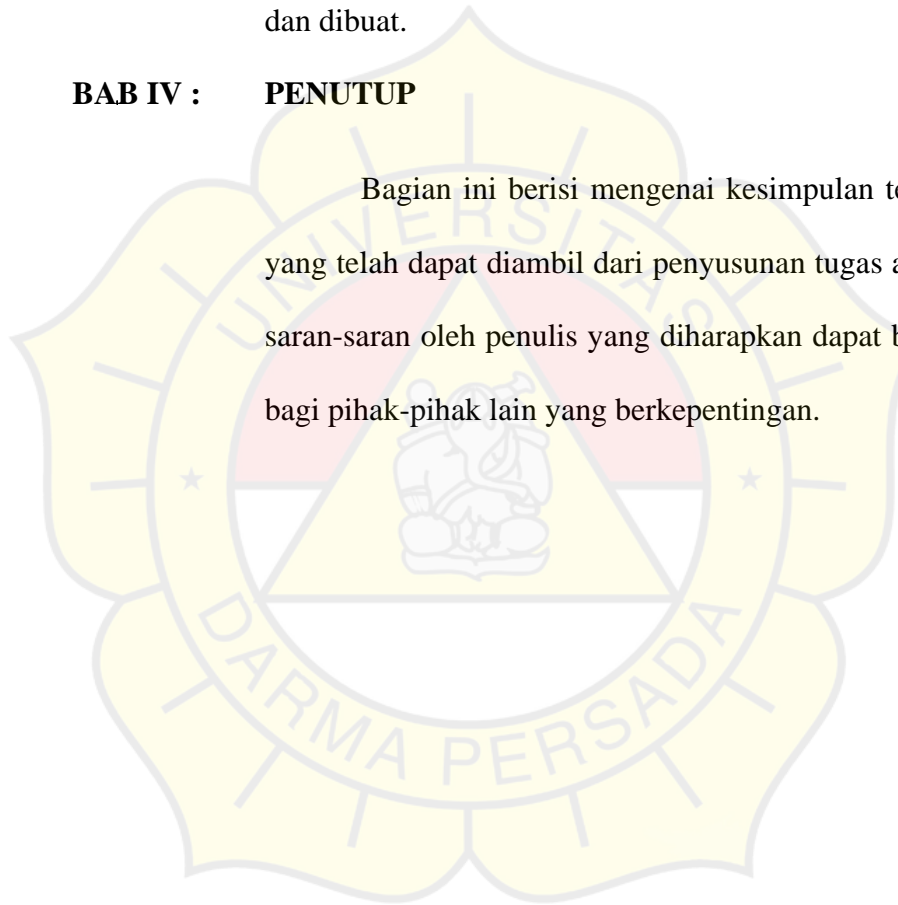 dan dibuat.
BAB IV : PENUTUP
Bagian ini berisi mengenai kesimpulan
yang telah dapat diambil dari penyusunan tugas
saran-saran oleh penulis yang diharapkan dapat
bagi pihak-pihak lain yang berkepentingan.
UNIVERSITAS
DARMA PERSADA